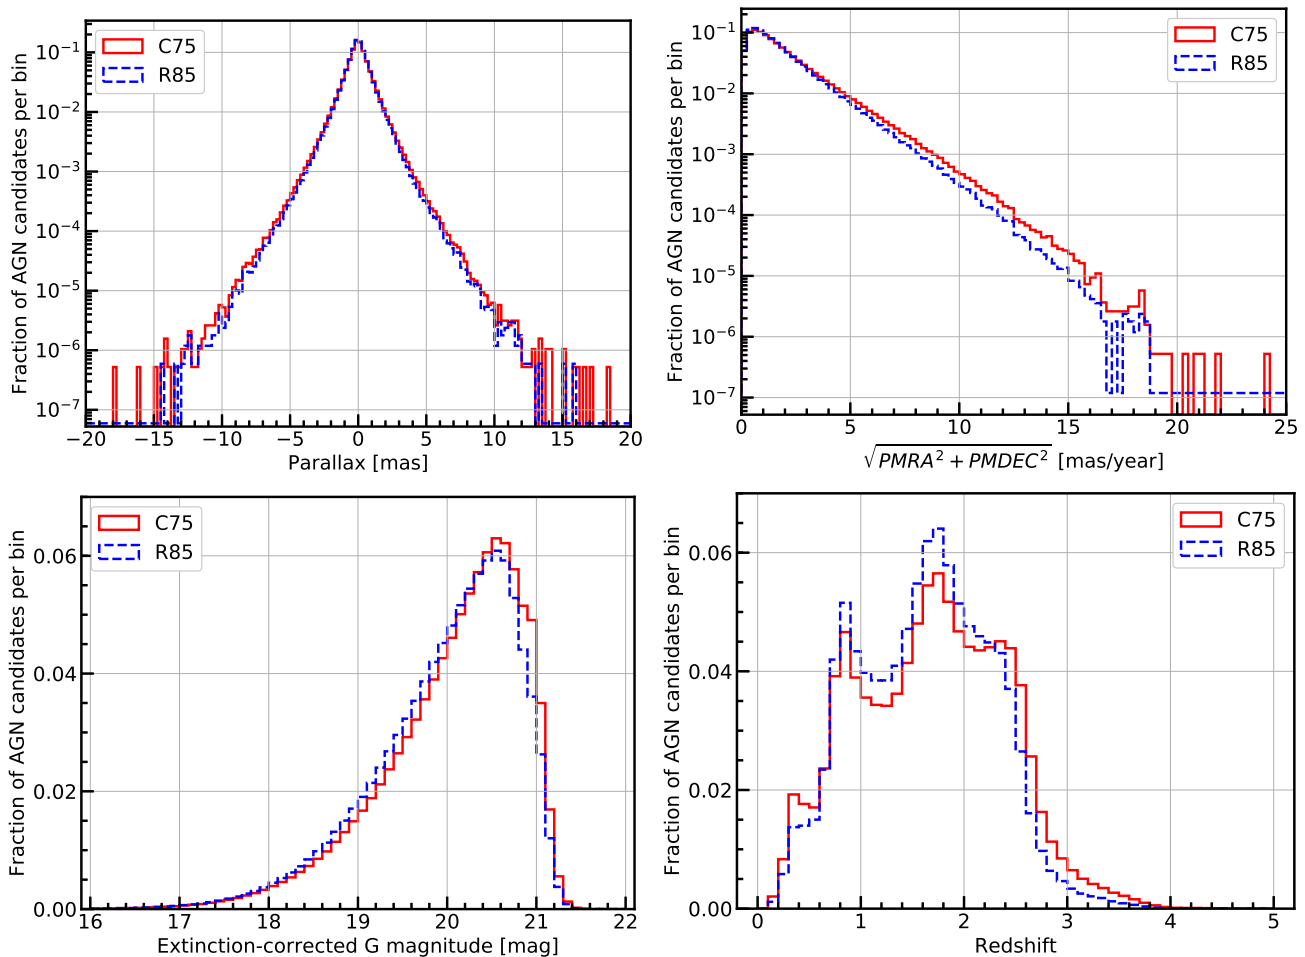 Fraction of AGN candidates per bin
10⁻¹
10⁻²
10⁻³
10⁻⁴
10⁻⁵
10⁻⁶
10⁻⁷
C75
R85
−20 −15 −10 −5 0 5 10 15 20
Parallax [mas]
Fraction of AGN candidates per bin
10⁻¹
10⁻²
10⁻³
10⁻⁴
10⁻⁵
10⁻⁶
10⁻⁷
C75
R85
0 5 10 15 20 25
√PMRA² + PMDEC² [mas/year]
Fraction of AGN candidates per bin
0.06
0.04
0.02
0.00
C75
R85
16 17 18 19 20 21 22
Extinction-corrected G magnitude [mag]
Fraction of AGN candidates per bin
0.06
0.04
0.02
0.00
C75
R85
0 1 2 3 4 5
Redshift